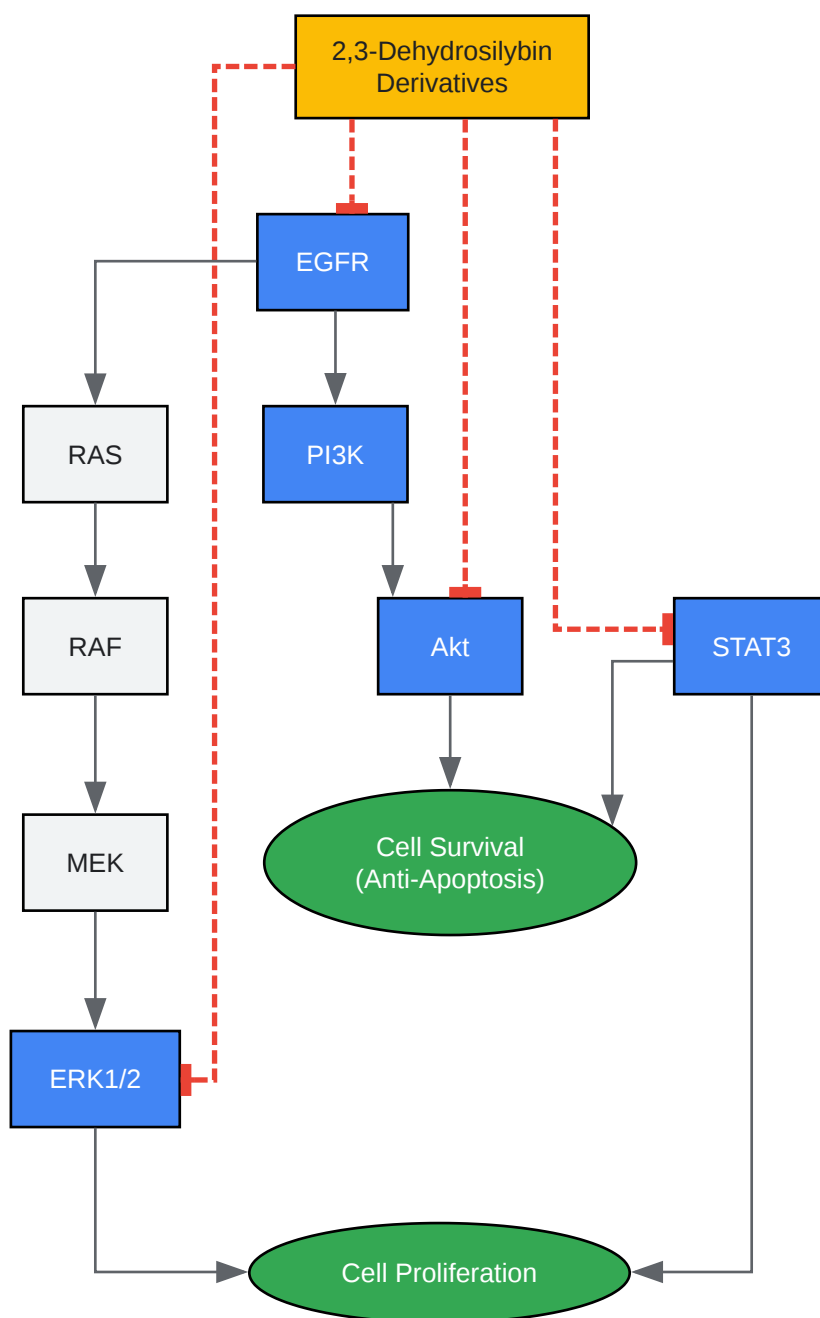 2,3-Dehydrosilybin
Derivatives
EGFR
RAS
PI3K
RAF
Akt
STAT3
MEK
Cell Survival
(Anti-Apoptosis)
ERK1/2
Cell Proliferation